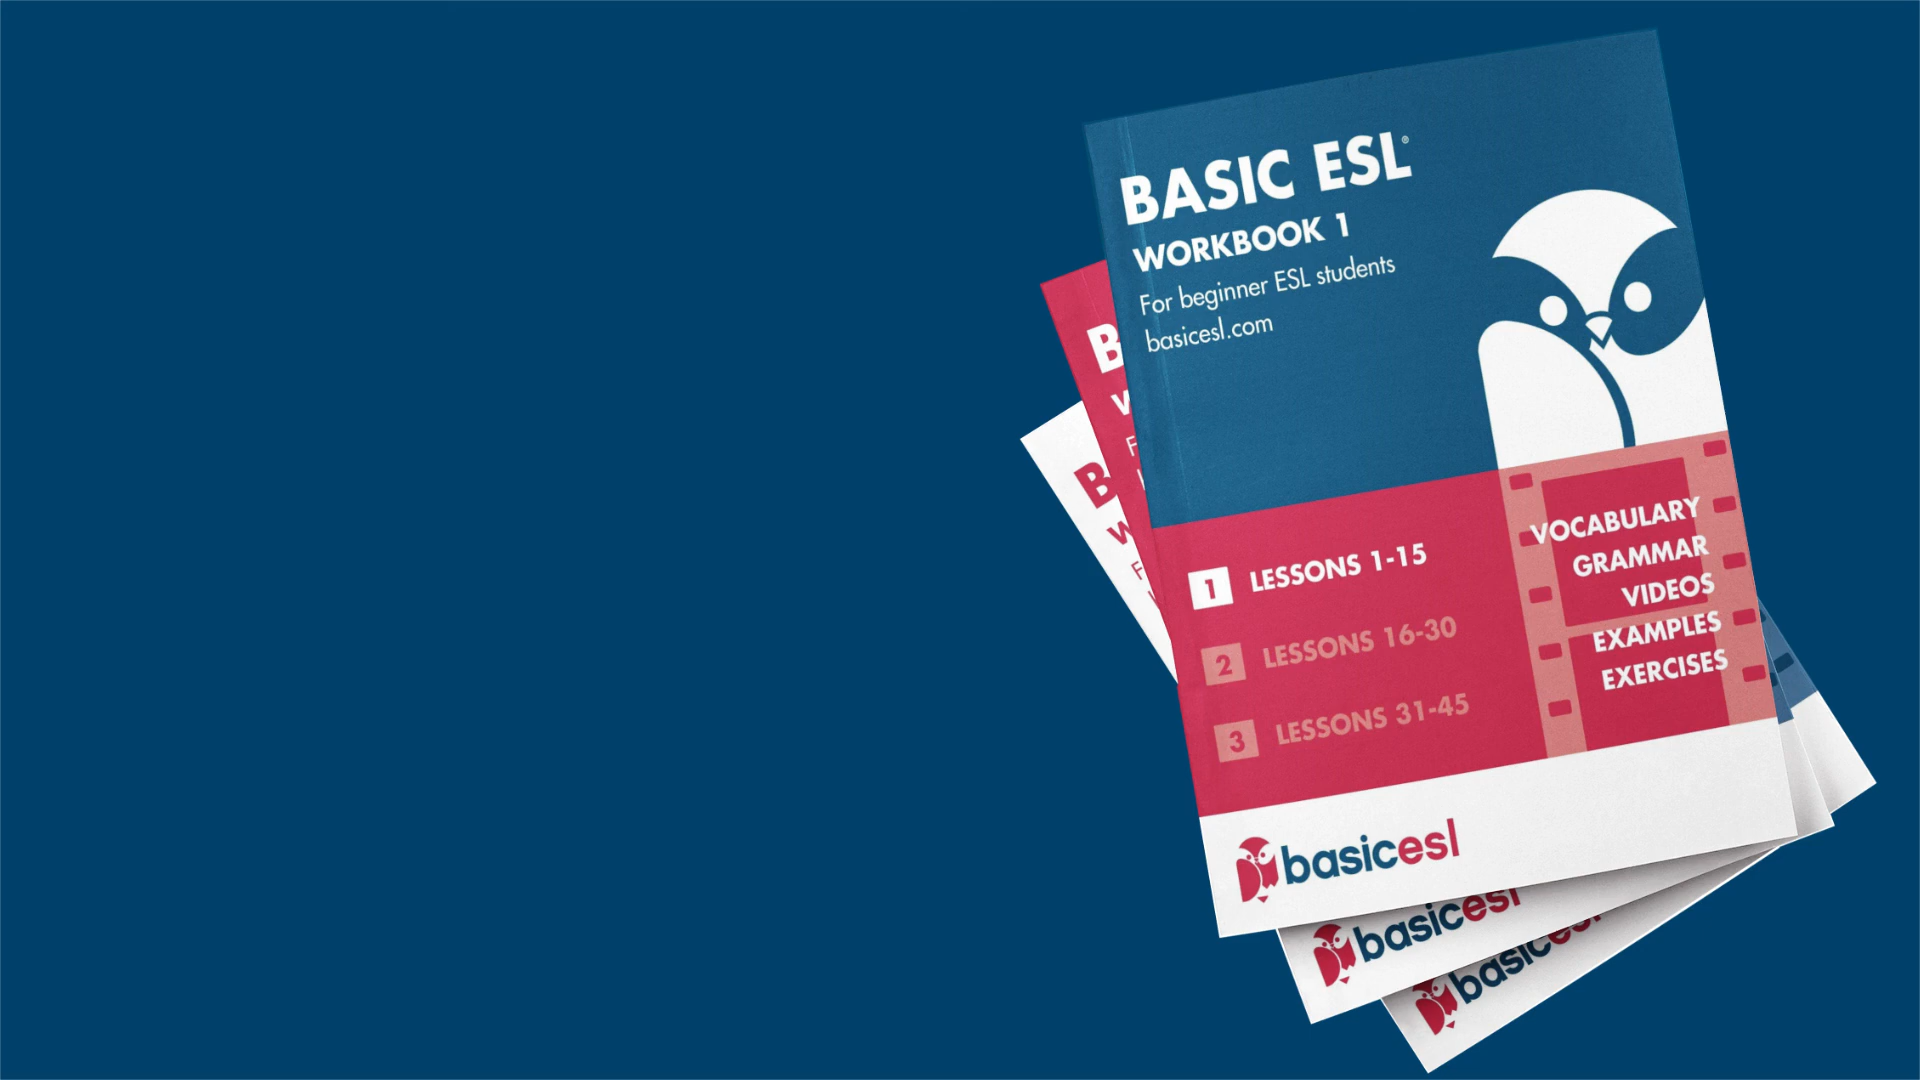 BASIC ESL®
WORKBOOK 1
For beginner ESL students
basicesl.com
1 LESSONS 1-15
2 LESSONS 16-30
3 LESSONS 31-45
VOCABULARY
GRAMMAR
VIDEOS
EXAMPLES
EXERCISES
basicesl
B
W
F
basicesl
B
W
F
basicesl